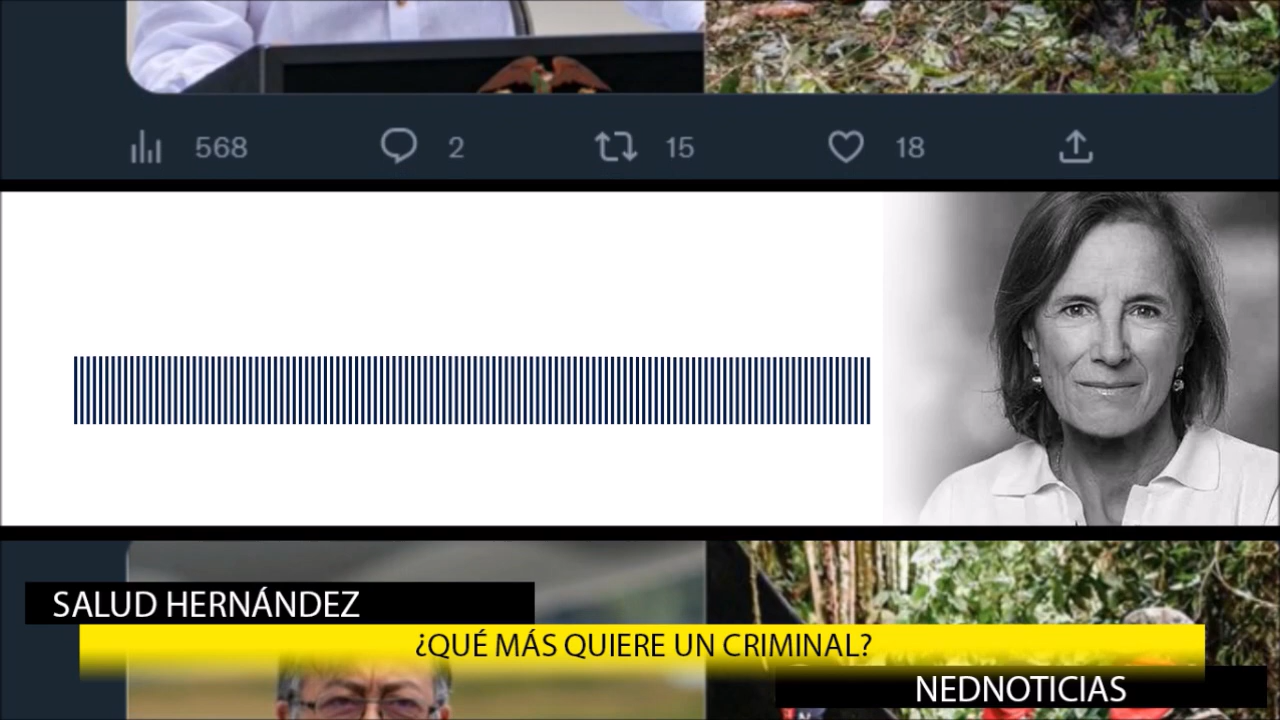 568
2
15
18
SALUD HERNÁNDEZ
¿QUÉ MÁS QUIERE UN CRIMINAL?
NEDNOTICIAS